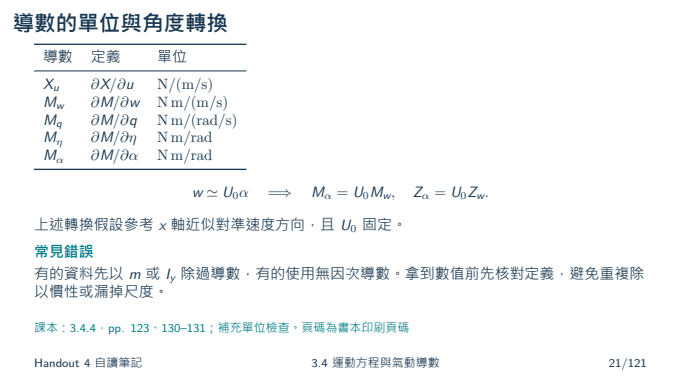 導數的單位與角度轉換
導數 定義 單位
X_u ∂X/∂u N/(m/s)
M_w ∂M/∂w N m/(m/s)
M_q ∂M/∂q N m/(rad/s)
M_η ∂M/∂η N m/rad
M_α ∂M/∂α N m/rad
w ≃ U_0α ⟹ M_α = U_0M_w, Z_α = U_0Z_w.
上述轉換假設參考 x 軸近似對準速度方向，且 U_0 固定。
常見錯誤
有的資料先以 m 或 I_y 除過導數，有的使用無因次導數。拿到數值前先核對定義，避免重複除
以慣性或漏掉尺度。
課本：3.4.4，pp. 123、130–131；補充單位檢查。頁碼為書本印刷頁碼
Handout 4 自讀筆記 3.4 運動方程與氣動導數 21/121